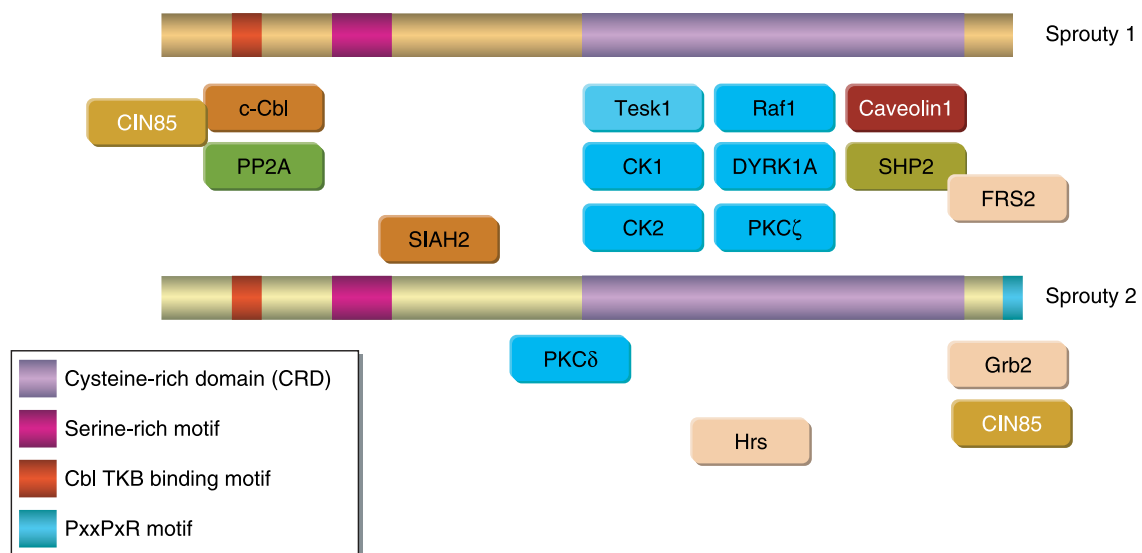 Sprouty 1
c-Cbl
Tesk1
Raf1
Caveolin1
CIN85
PP2A
CK1
DYRK1A
SHP2
FRS2
SIAH2
CK2
PKCζ
Sprouty 2
PKCδ
Grb2
Cysteine-rich domain (CRD)
Serine-rich motif
Hrs
CIN85
Cbl TKB binding motif
PxxPxR motif